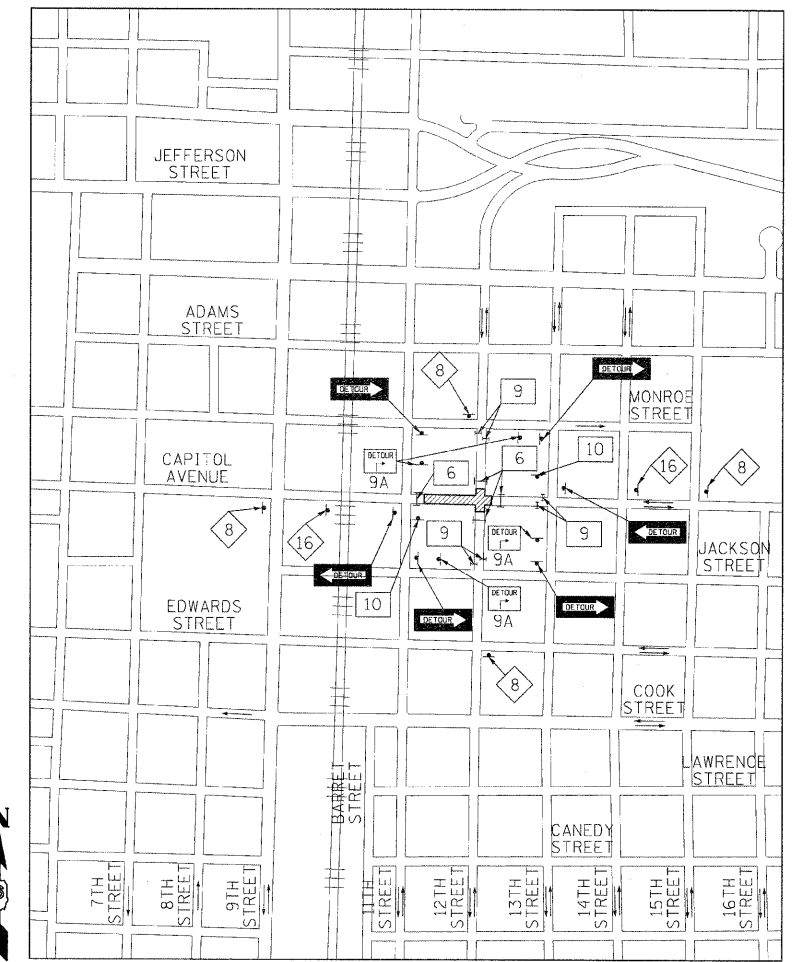 JEFFERSON
STREET
ADAMS
STREET
8
9
DETOUR
DETOUR
MONROE
STREET
CAPITOL
AVENUE
DETOUR
9A
6
6
10
16
8
8
16
9
DETOUR
9A
9
DETOUR
JACKSON
STREET
DETOUR
EDWARDS
STREET
10
DETOUR
DETOUR
9A
DETOUR
8
COOK
STREET
LAWRENCE
STREET
BARRET
STREET
CANEDY
STREET
7TH
STREET
8TH
STREET
9TH
STREET
11TH
STREET
12TH
STREET
13TH
STREET
14TH
STREET
15TH
STREET
16TH
STREET